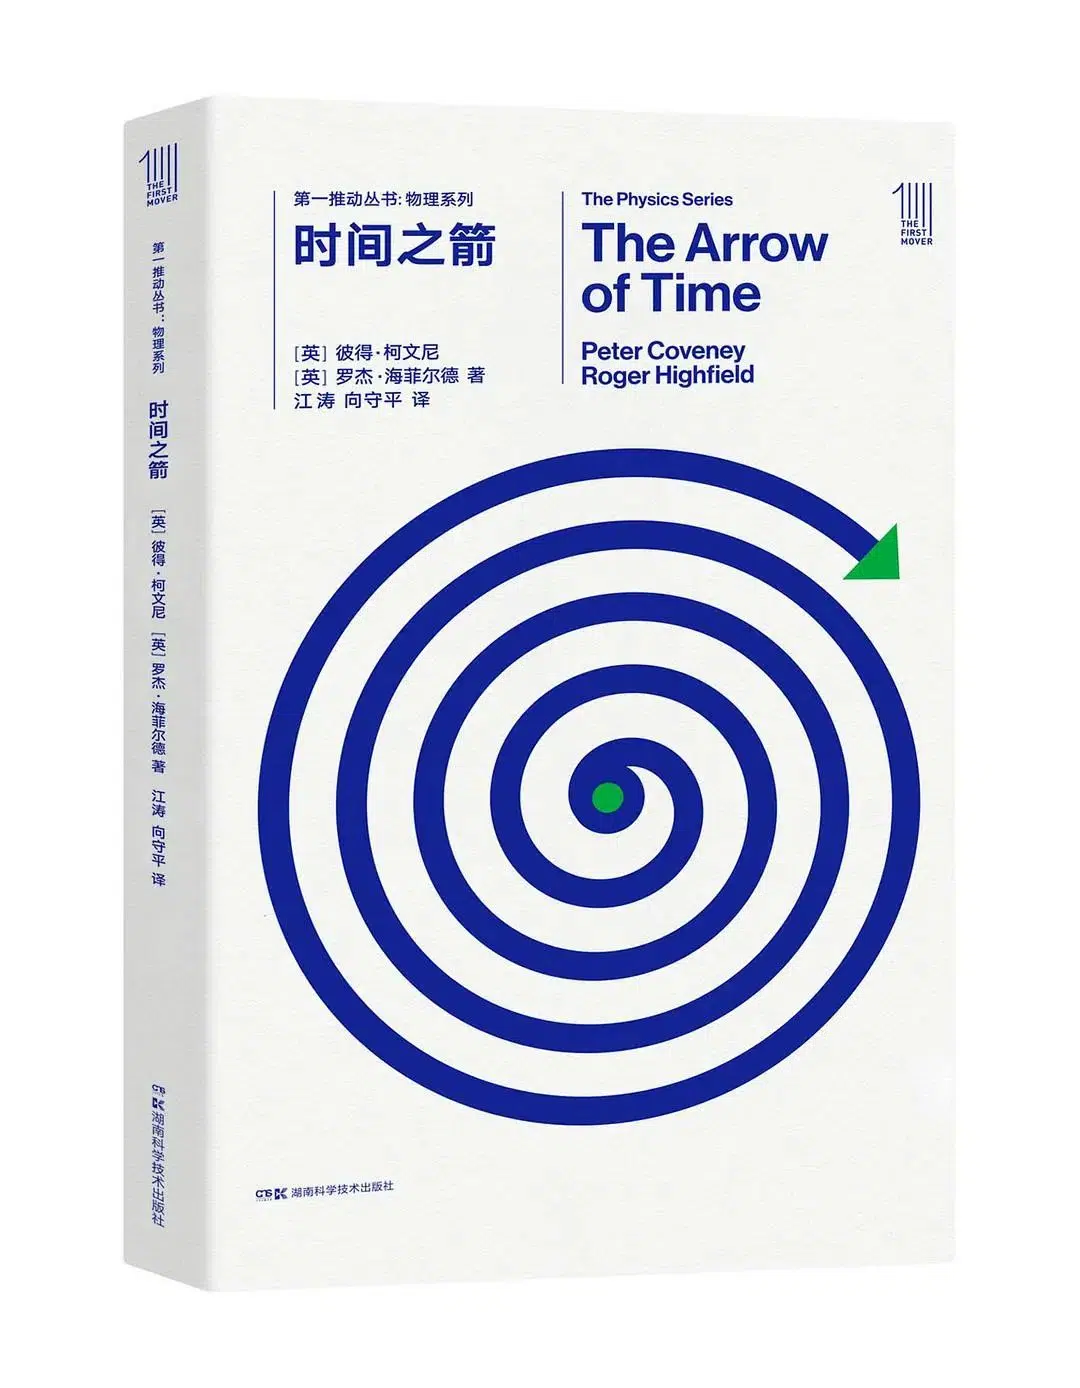 第一推动丛书: 物理系列
时间之箭
[英] 彼得·柯文尼
[英] 罗杰·海菲尔德 著
江涛 向守平 译
The Physics Series
The Arrow
of Time
Peter Coveney
Roger Highfield
THE
FIRST
MOVER
湖南科学技术出版社
THE
FIRST
MOVER
第一推动丛书: 物理系列
时间之箭
[英] 彼得·柯文尼 [英] 罗杰·海菲尔德 著 江涛 向守平 译
湖南科学技术出版社